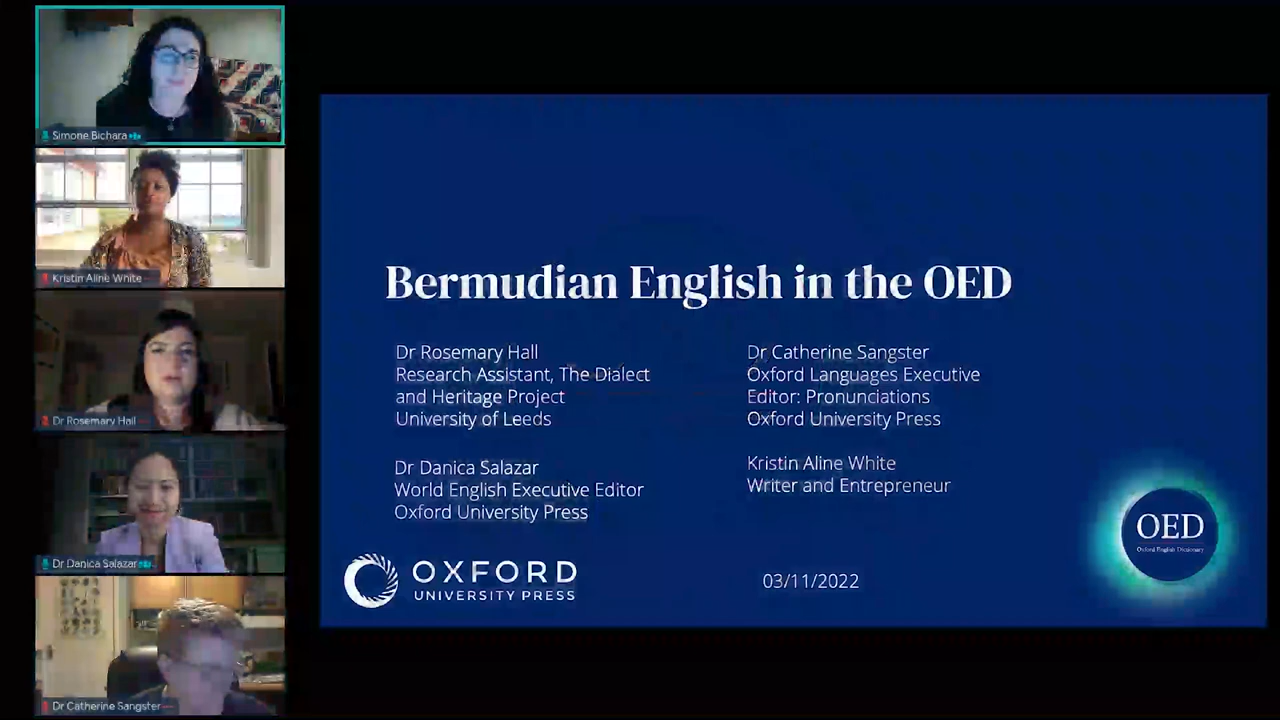 Simone Bichara
Kristin Aline White
Dr Rosemary Hall
Dr Danica Salazar
Dr Catherine Sangster
Bermudian English in the OED
Dr Rosemary Hall
Research Assistant, The Dialect
and Heritage Project
University of Leeds
Dr Danica Salazar
World English Executive Editor
Oxford University Press
Dr Catherine Sangster
Oxford Languages Executive
Editor: Pronunciations
Oxford University Press
Kristin Aline White
Writer and Entrepreneur
OXFORD
UNIVERSITY PRESS
03/11/2022
OED
Oxford English Dictionary